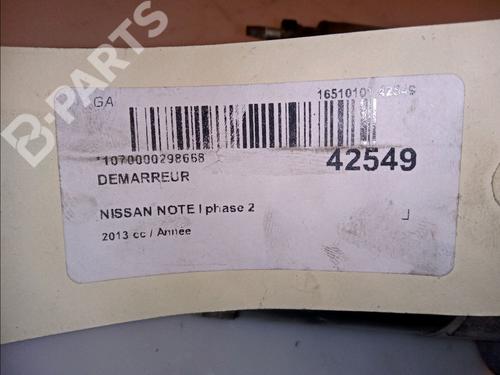 B-PARTS
GA
*1070000298668
42549
DEMARREUR
NISSAN NOTE I phase 2
2013 cc / Année